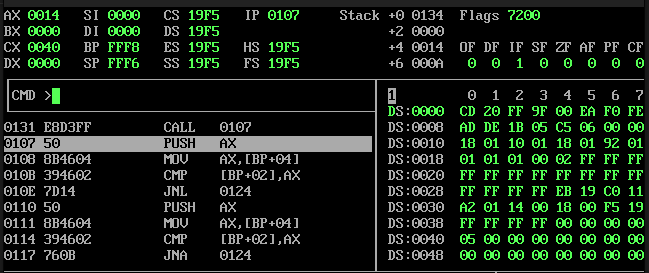 AX 0014 SI 0000 CS 19F5 IP 0107 Stack +0 0134 Flags 7200
BX 0000 DI 0000 DS 19F5 +2 0000
CX 0040 BP FFF8 ES 19F5 HS 19F5 +4 0014 OF DF IF SF ZF AF PF CF
DX 0000 SP FFF6 SS 19F5 FS 19F5 +6 000A 0 0 1 0 0 0 0 0
CMD > 1 0 1 2 3 4 5 6 7
DS:0000 CD 20 FF 9F 00 EA F0 FE
0131 E8D3FF CALL 0107 DS:0008 AD DE 1B 05 C5 06 00 00
0107 50 PUSH AX DS:0010 18 01 10 01 18 01 92 01
0108 8B4604 MOV AX,[BP+04] DS:0018 01 01 01 00 02 FF FF FF
010B 394602 CMP [BP+02],AX DS:0020 FF FF FF FF FF FF FF FF
010E 7D14 JNL 0124 DS:0028 FF FF FF FF EB 19 C0 11
0110 50 PUSH AX DS:0030 A2 01 14 00 18 00 F5 19
0111 8B4604 MOV AX,[BP+04] DS:0038 FF FF FF FF 00 00 00 00
0114 394602 CMP [BP+02],AX DS:0040 05 00 00 00 00 00 00 00
0117 760B JNA 0124 DS:0048 00 00 00 00 00 00 00 00